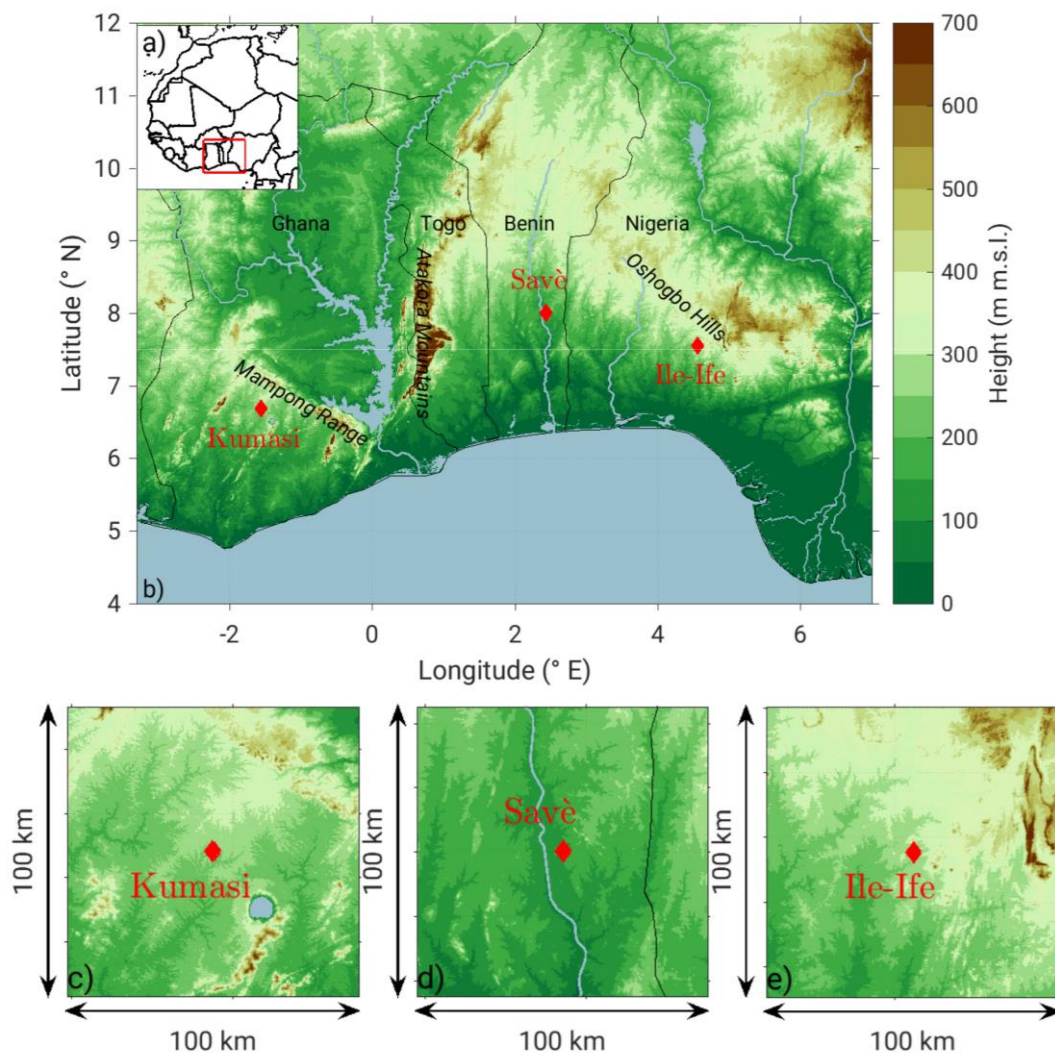 a)
12
11
10
9
8
7
6
5
4
Latitude (° N)
Ghana
Togo
Benin
Nigeria
Savè
Atakora Mountains
Oshogbo Hills
Ile-Ife
Mampong Range
Kumasi
b)
-2
0
2
4
6
Longitude (° E)
700
600
500
400
300
200
100
0
Height (m m.s.l.)
100 km
Kumasi
c)
100 km
100 km
Savè
d)
100 km
100 km
Ile-Ife
e)
100 km